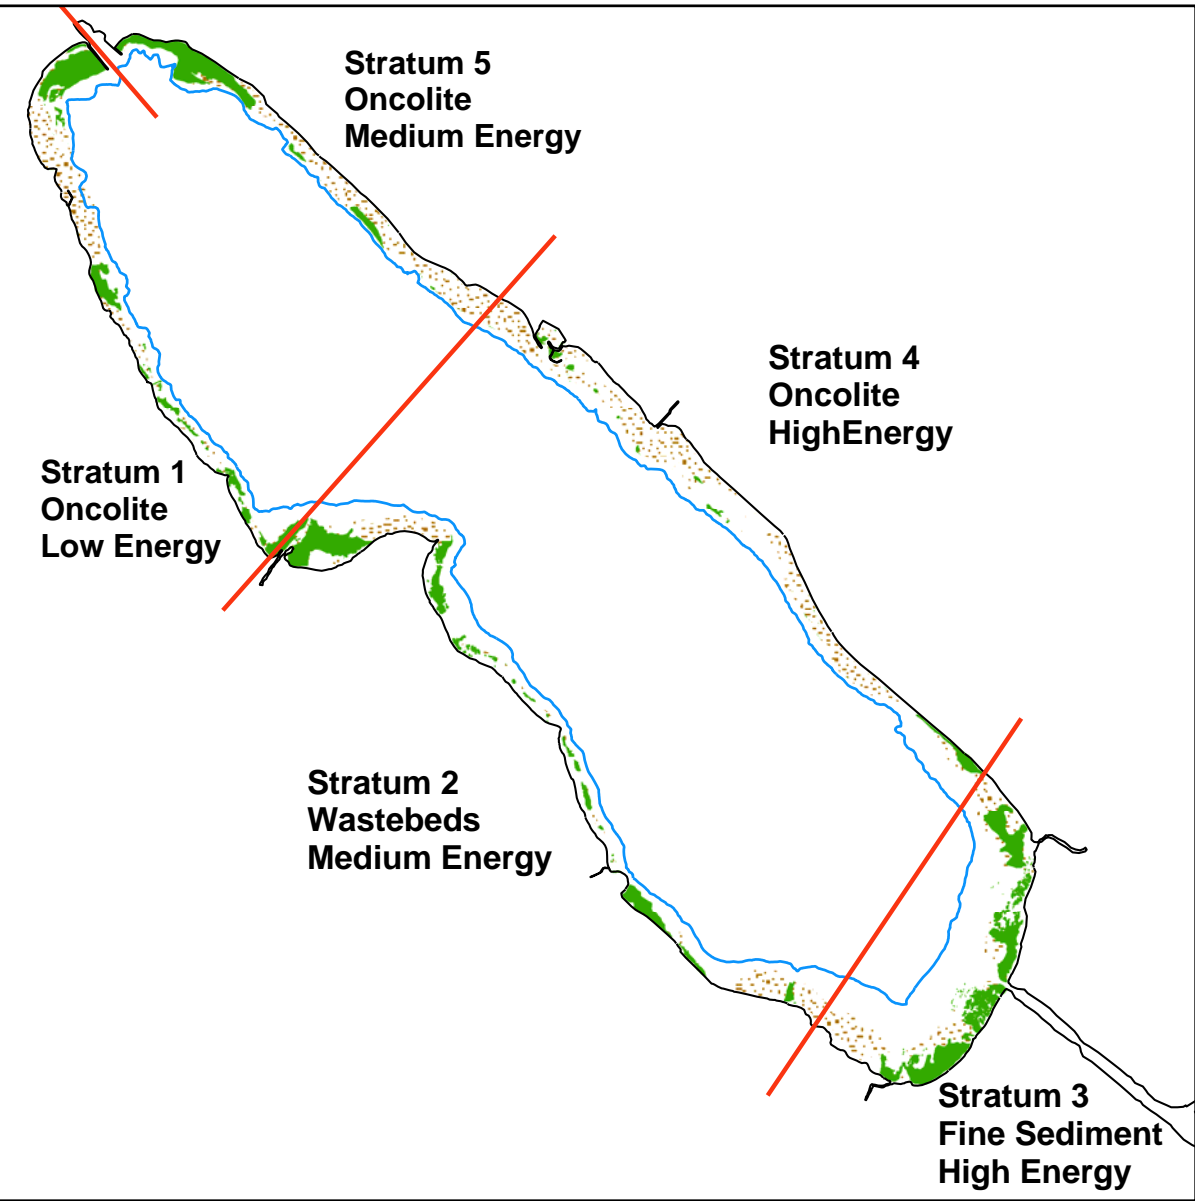 Stratum 5
Oncolite
Medium Energy
Stratum 4
Oncolite
HighEnergy
Stratum 1
Oncolite
Low Energy
Stratum 2
Wastebeds
Medium Energy
Stratum 3
Fine Sediment
High Energy